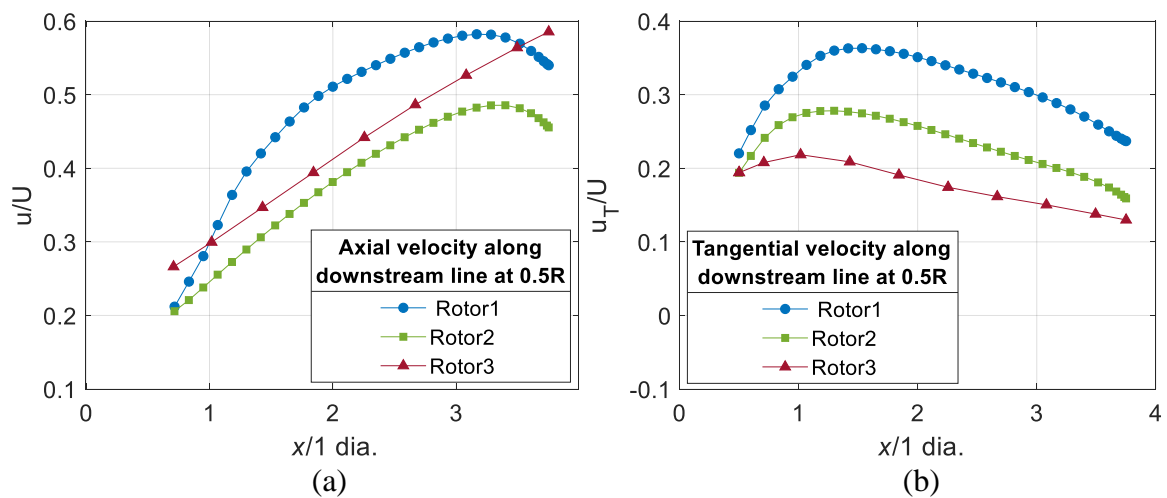 0.6
0.5
0.4
0.3
0.2
0.1
u/U
0
1
2
3
x/1 dia.
Axial velocity along
downstream line at 0.5R
Rotor1
Rotor2
Rotor3
(a)
0.4
0.3
0.2
0.1
0
-0.1
u_T/U
0
1
2
3
4
x/1 dia.
Tangential velocity along
downstream line at 0.5R
Rotor1
Rotor2
Rotor3
(b)